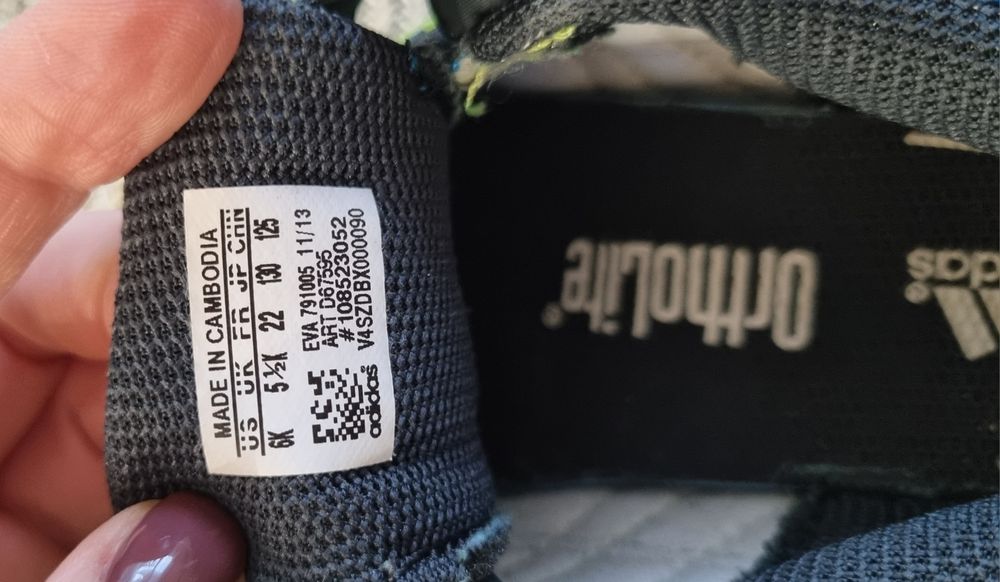 MADE IN CAMBODIA
US UK FR JP CHN
6K 5½K 22 130 125
EVA 791005 11/13
ART D67595
#108523052
V4SZDBX000090
adidas
OrthoLite®
adidas®